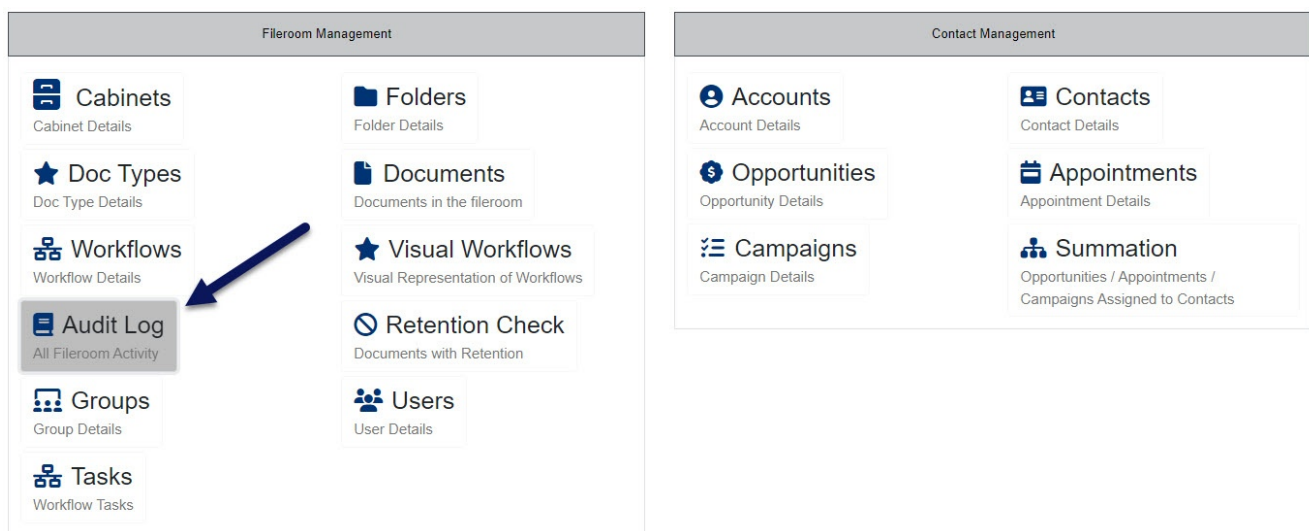 Fileroom Management
Cabinets
Cabinet Details
Folders
Folder Details
Doc Types
Doc Type Details
Documents
Documents in the fileroom
Workflows
Workflow Details
Visual Workflows
Visual Representation of Workflows
Audit Log
All Fileroom Activity
Retention Check
Documents with Retention
Groups
Group Details
Users
User Details
Tasks
Workflow Tasks
Contact Management
Accounts
Account Details
Contacts
Contact Details
Opportunities
Opportunity Details
Appointments
Appointment Details
Campaigns
Campaign Details
Summation
Opportunities / Appointments /
Campaigns Assigned to Contacts